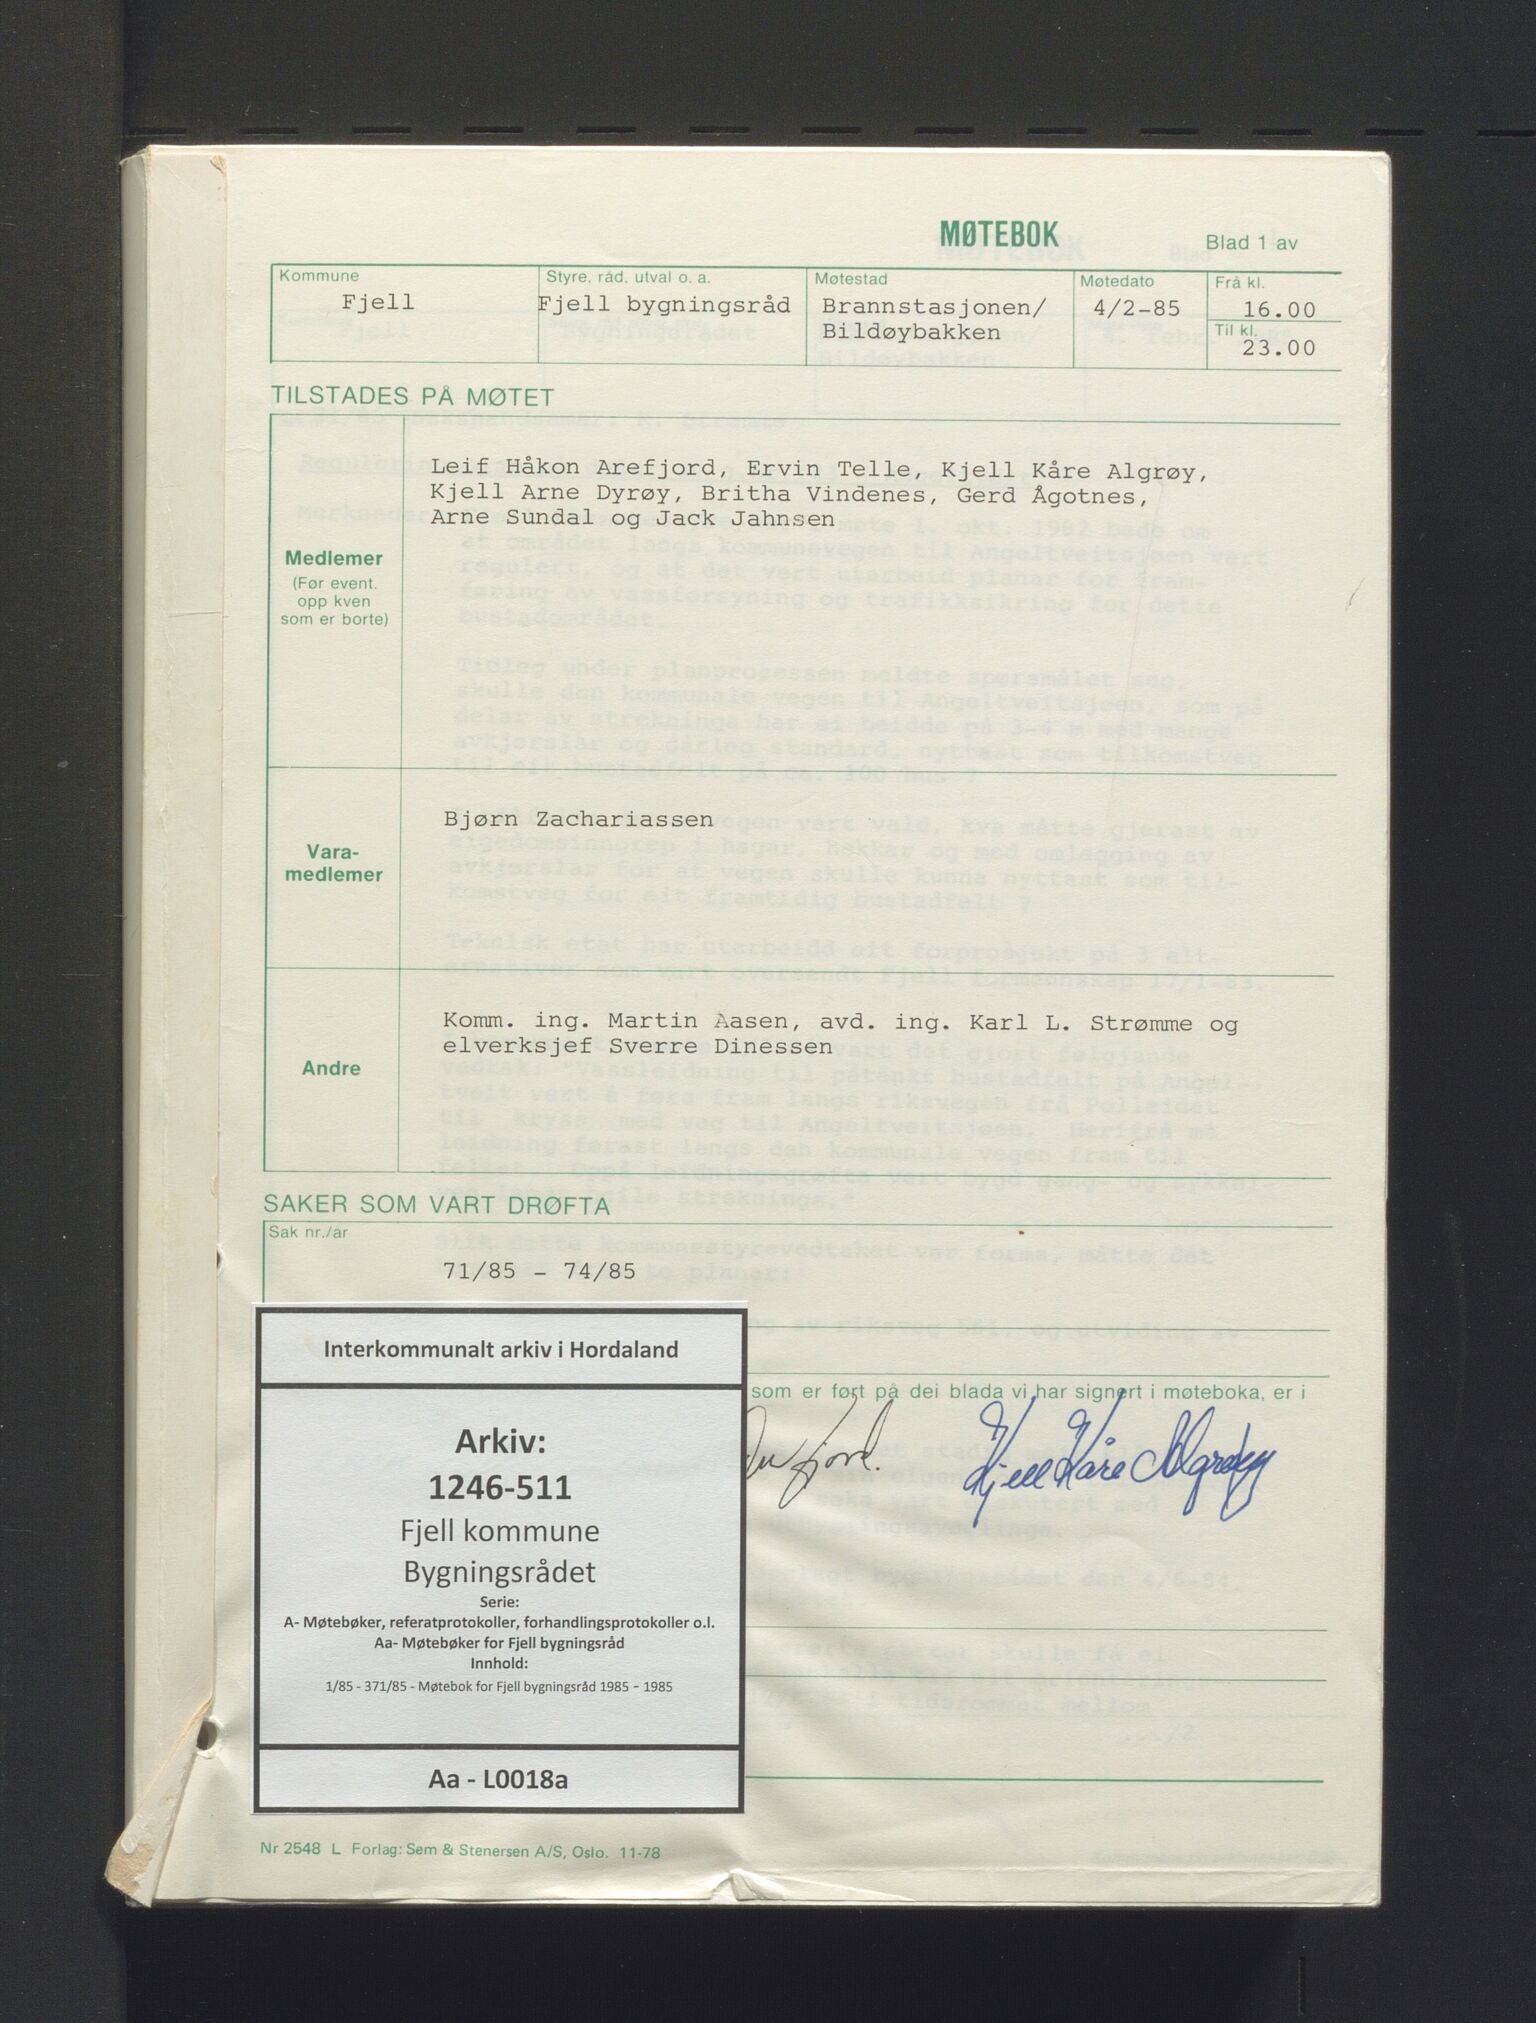 MØTEBOK
Blad 1 av
Kommune
Fjell
Styre, råd, utval o. a.
Fjell bygningsråd
Møtestad
Brannstasjonen/
Bildøybakken
Møtedato
4/2-85
Frå kl.
16.00
Til kl.
23.00
TILSTADES PÅ MØTET
Medlemer
(Før event.
opp kven
som er borte)
Leif Håkon Arefjord, Ervin Telle, Kjell Kåre Algrøy,
Kjell Arne Dyrøy, Britha Vindenes, Gerd Ågotnes,
Arne Sundal og Jack Jahnsen
Vara-
medlemer
Bjørn Zachariassen
Andre
Komm. ing. Martin Aasen, avd. ing. Karl L. Strømme og
elverksjef Sverre Dinessen
SAKER SOM VART DRØFTA
Sak nr./år
71/85 - 74/85
som er ført på dei blada vi har signert i møteboka, er i
Kjell Kåre Algrøy
Interkommunalt arkiv i Hordaland
Arkiv:
1246-511
Fjell kommune
Bygningsrådet
Serie:
A- Møtebøker, referatprotokoller, forhandlingsprotokoller o.l.
Aa- Møtebøker for Fjell bygningsråd
Innhold:
1/85 - 371/85 - Møtebok for Fjell bygningsråd 1985 - 1985
Aa - L0018a
Nr 2548 L Forlag: Sem & Stenersen A/S, Oslo. 11-78